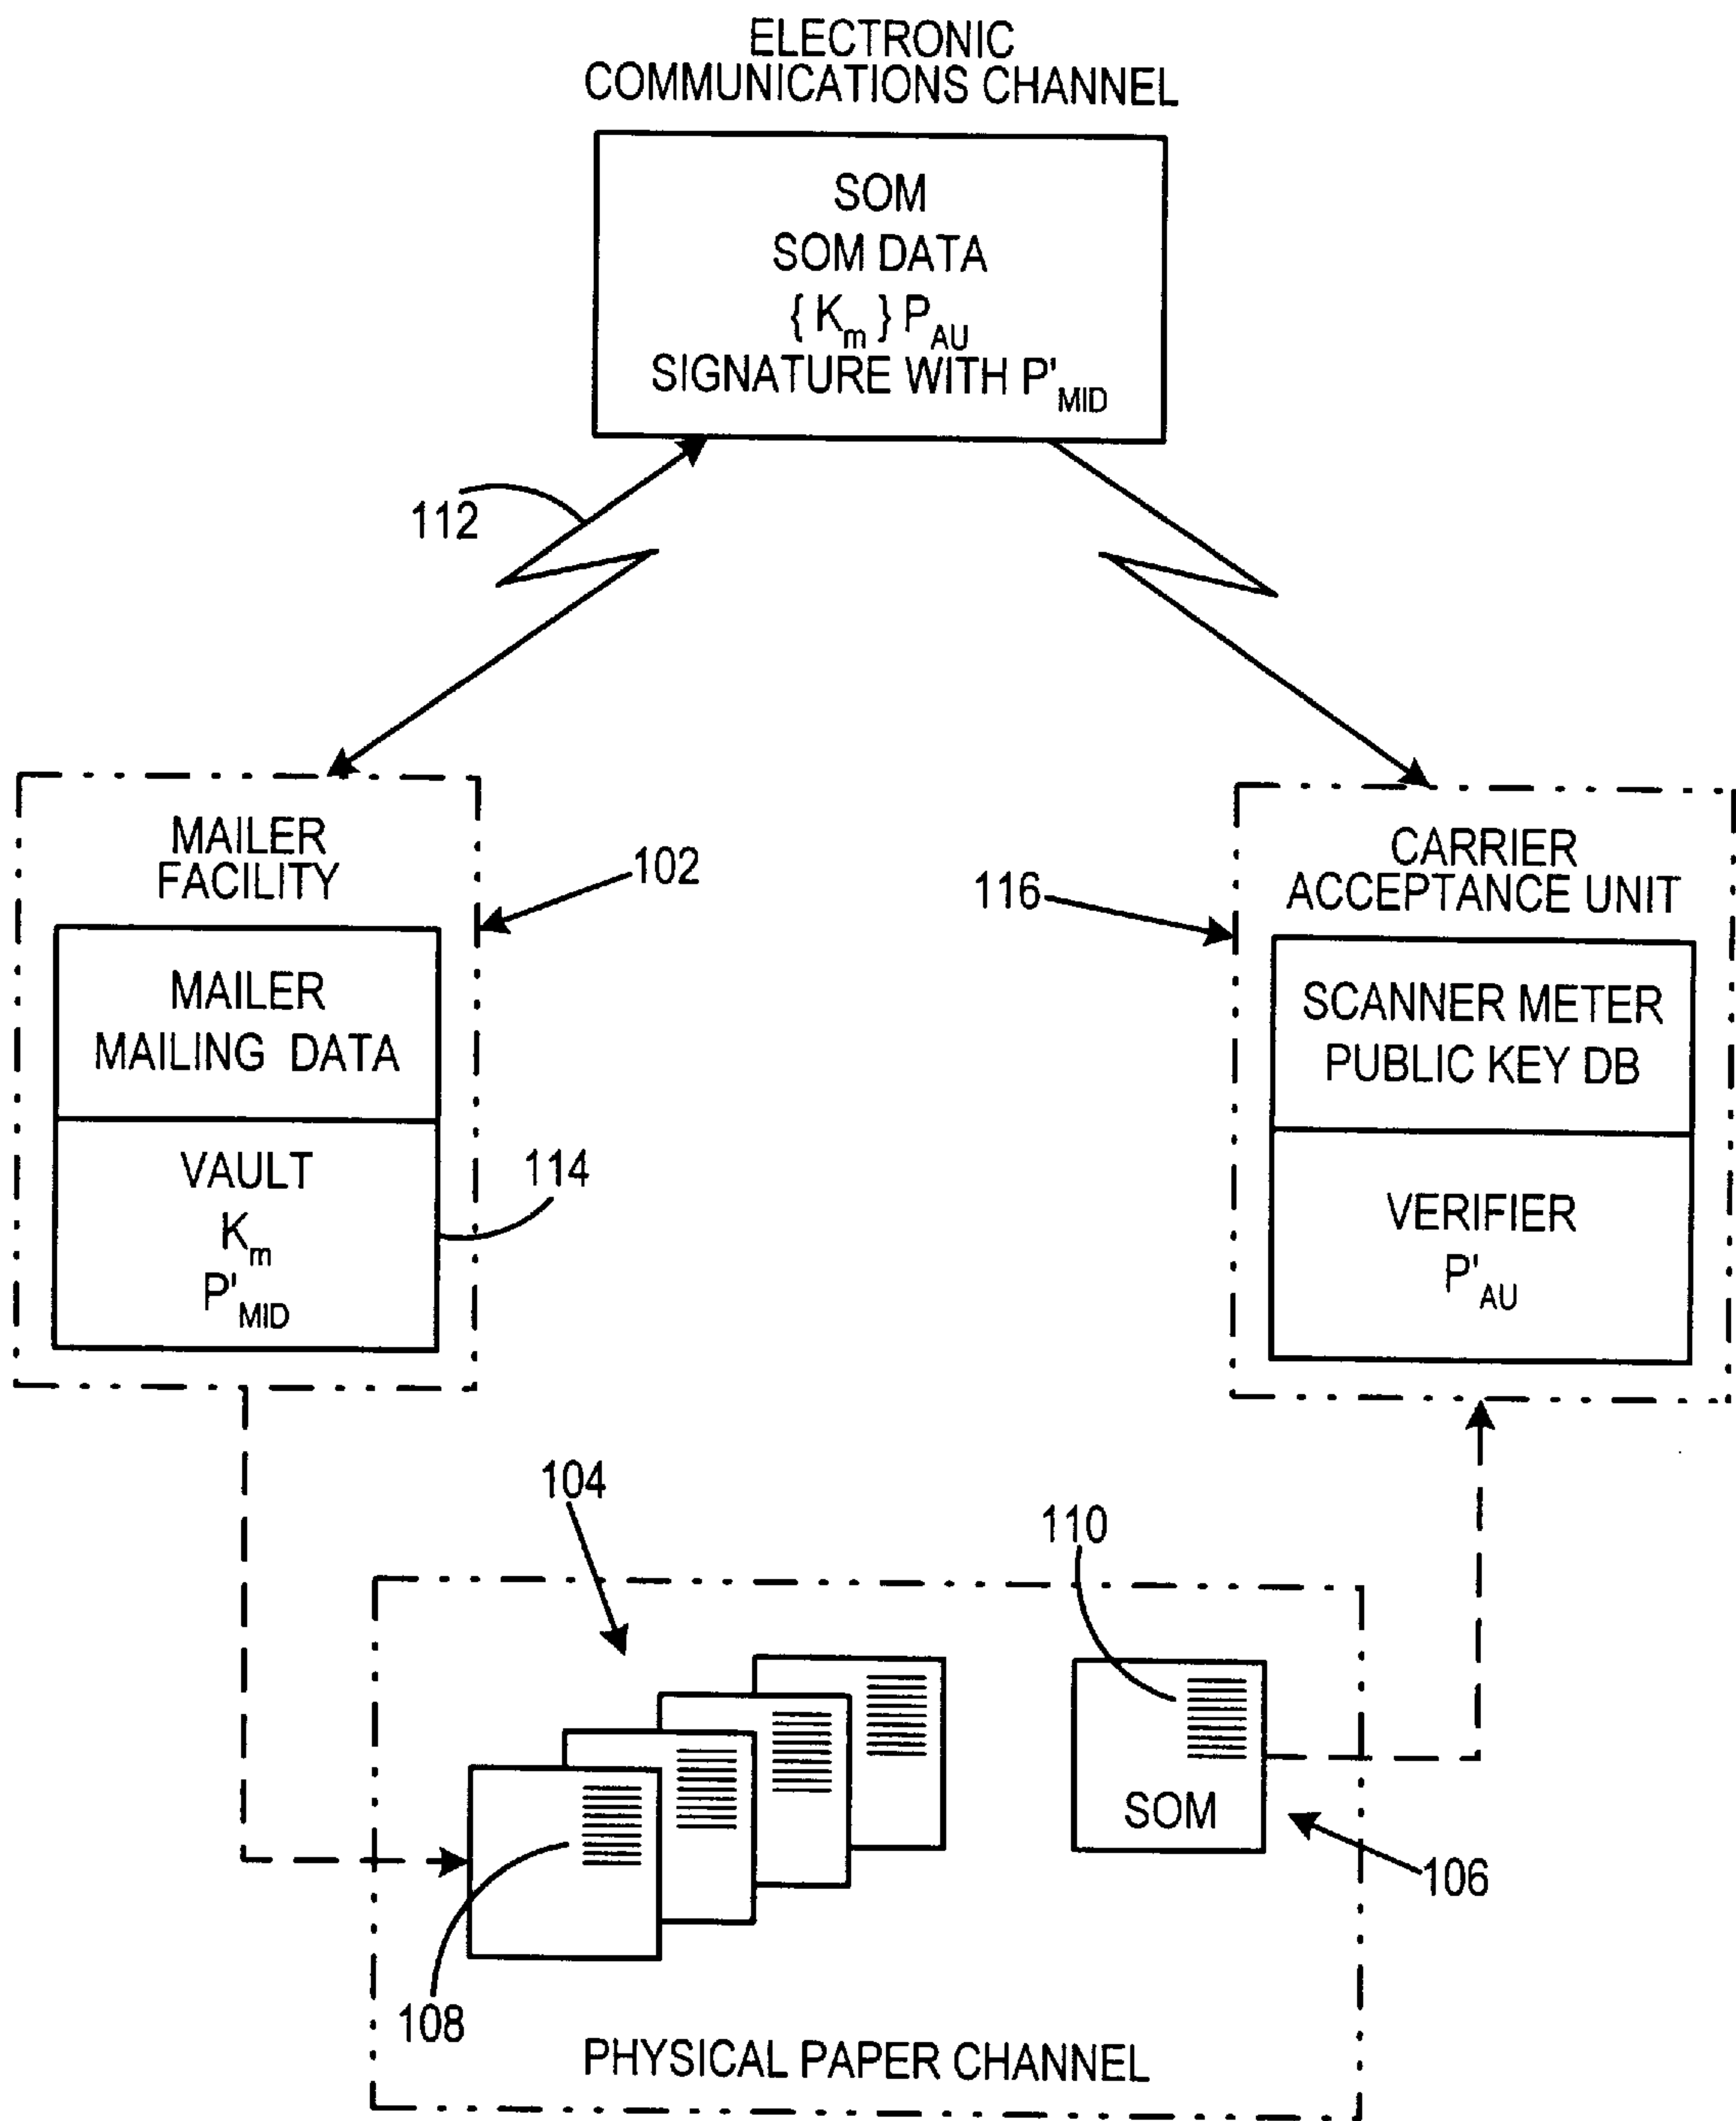 ELECTRONIC
COMMUNICATIONS CHANNEL
SOM
SOM DATA
{ Km } PAU
SIGNATURE WITH P'MID
112
MAILER
FACILITY
102
MAILER
MAILING DATA
VAULT
Km
P'MID
114
116
CARRIER
ACCEPTANCE UNIT
SCANNER METER
PUBLIC KEY DB
VERIFIER
P'AU
104
110
SOM
106
108
PHYSICAL PAPER CHANNEL